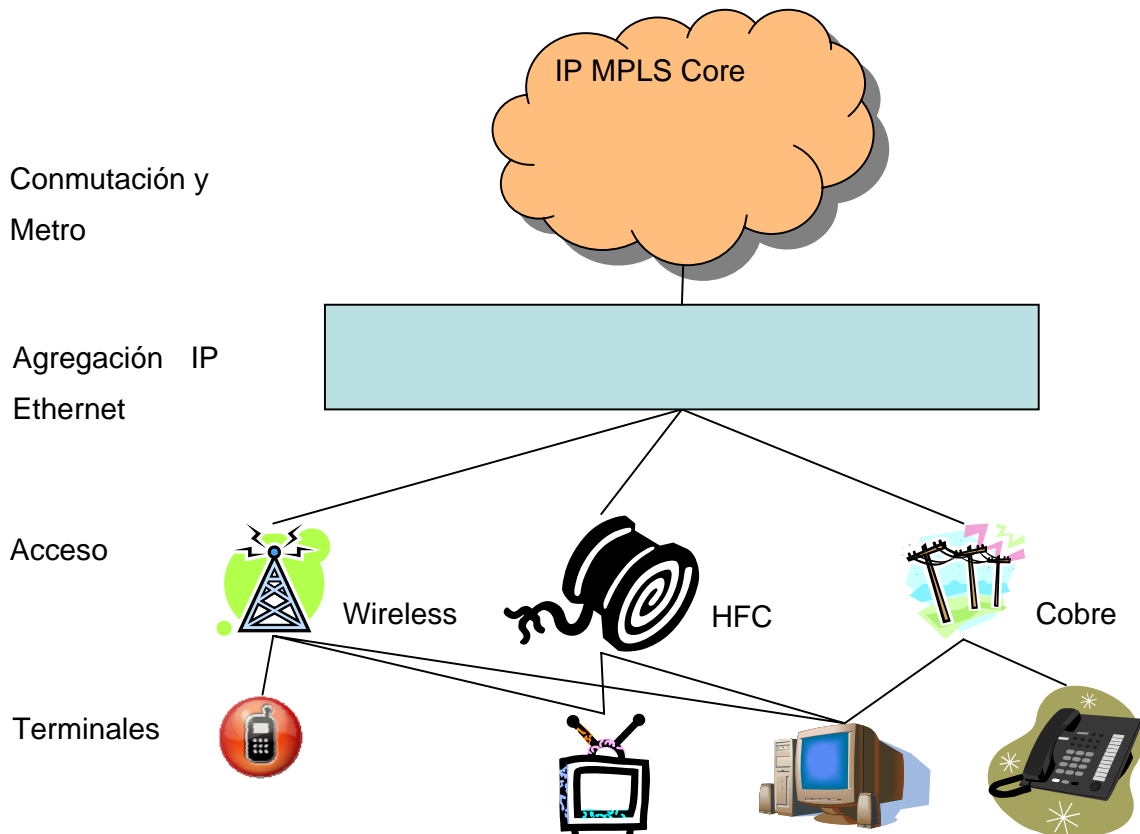 IP MPLS Core
Conmutación y
Metro
Agregación IP
Ethernet
Acceso
Wireless
HFC
Cobre
Terminales